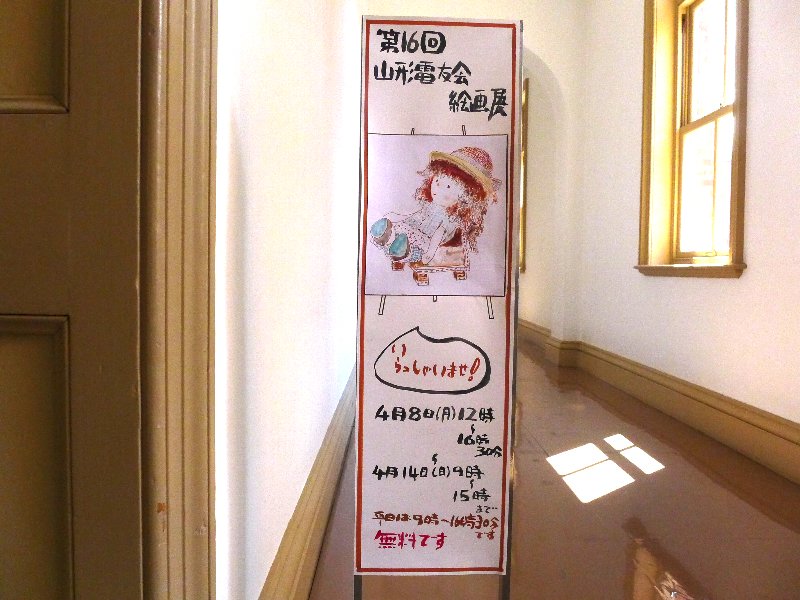 第16回
山形電友会
絵画展
いらっしゃいませ!
4月8日(月)12時
〜
16時
30分
〜
4月14日(日)9時
〜
15時
まで
平日は9時〜16時30分
です
無料です